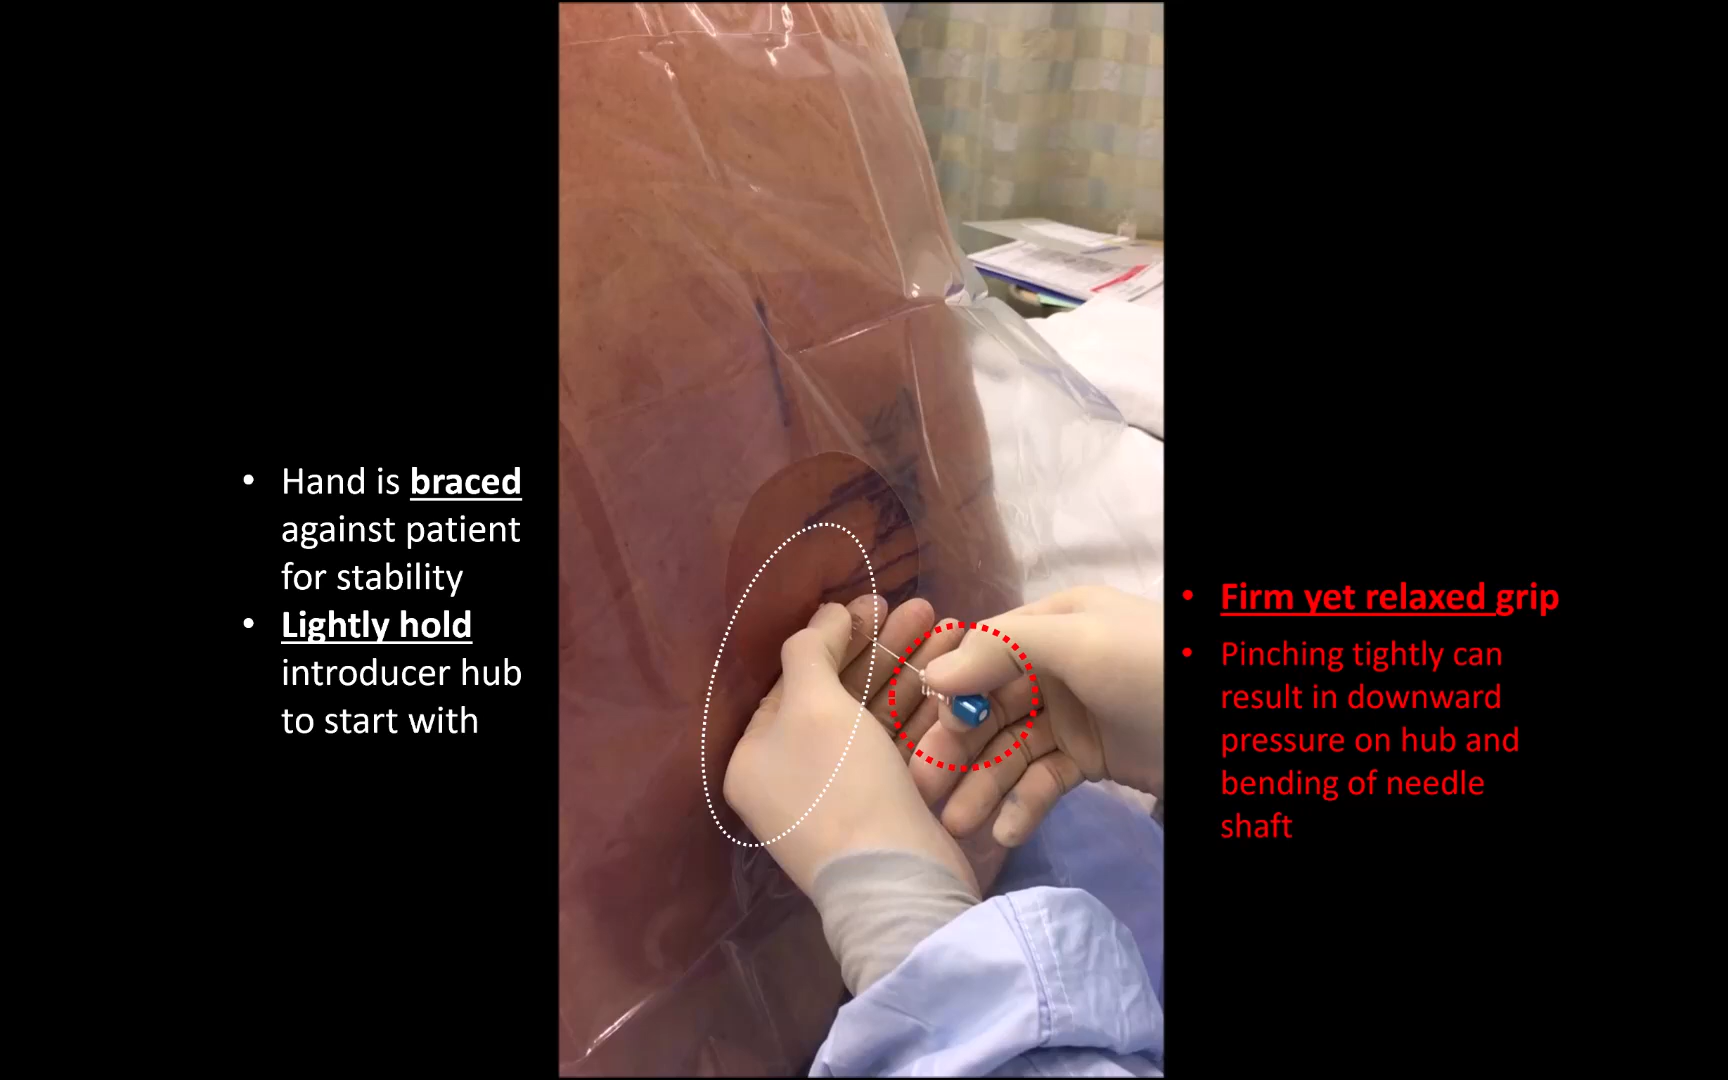 • Hand is braced
against patient
for stability
• Lightly hold
introducer hub
to start with
• Firm yet relaxed grip
• Pinching tightly can
result in downward
pressure on hub and
bending of needle
shaft